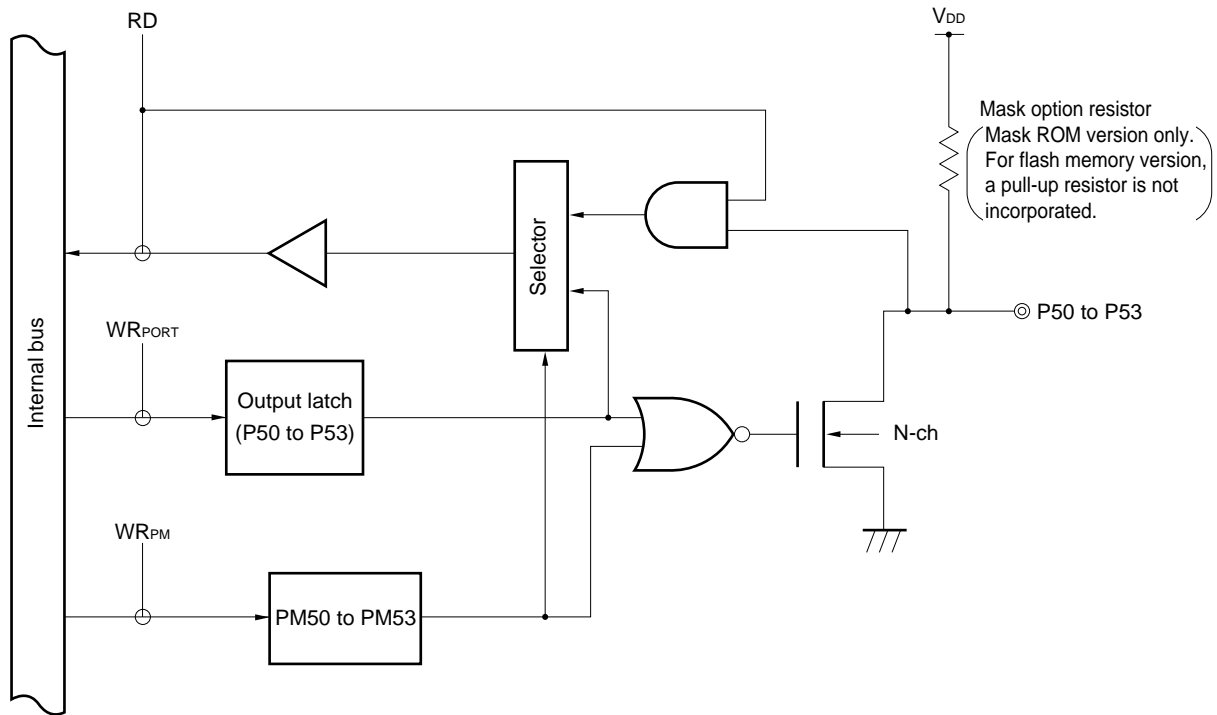 RD
VDD
Mask option resistor
Mask ROM version only.
For flash memory version,
a pull-up resistor is not
incorporated.
Internal bus
Selector
P50 to P53
WRPORT
Output latch
(P50 to P53)
N-ch
WRPM
PM50 to PM53